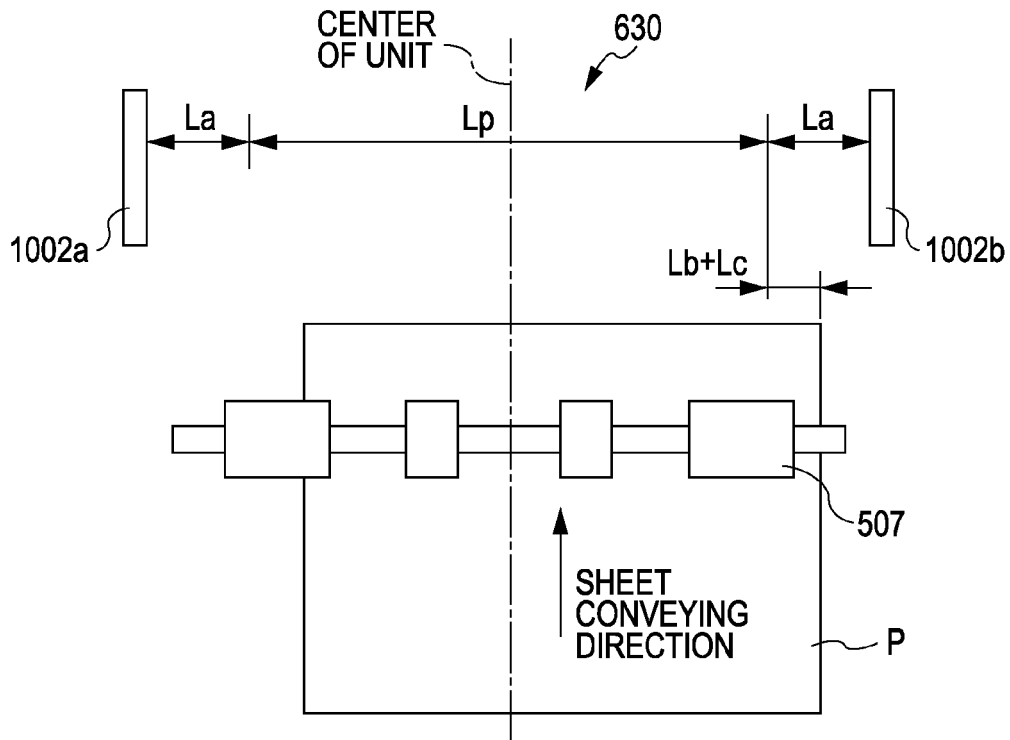 CENTER
OF UNIT
630
La
Lp
La
1002a
1002b
Lb+Lc
507
SHEET
CONVEYING
DIRECTION
P